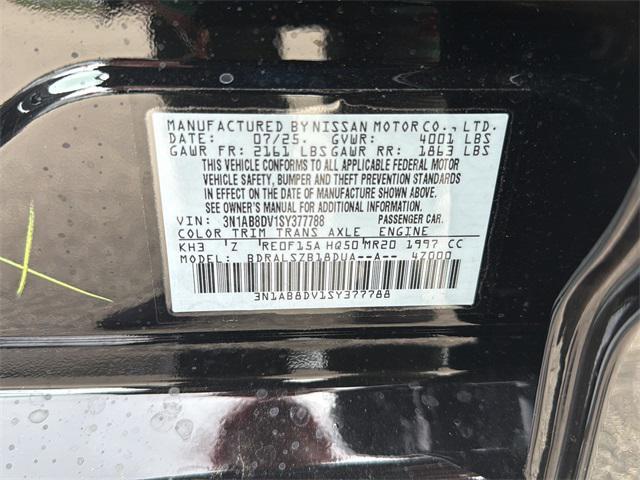 MANUFACTURED BY NISSAN MOTOR CO., LTD.
DATE: 07/25. GVWR: 4001 LBS
GAWR FR: 2161 LBS GAWR RR: 1863 LBS
THIS VEHICLE CONFORMS TO ALL APPLICABLE FEDERAL MOTOR
VEHICLE SAFETY, BUMPER AND THEFT PREVENTION STANDARDS
IN EFFECT ON THE DATE OF MANUFACTURE SHOWN ABOVE.
SEE OWNER'S MANUAL FOR ADDITIONAL INFORMATION
VIN: 3N1AB8DV1SY377788 PASSENGER CAR.
COLOR TRIM TRANS AXLE ENGINE
KH3 Z RE0F15A HQ50 MR20 1997 CC
MODEL: BDRALSZB18DUA--A-- 47000
3N1AB8DV1SY377788